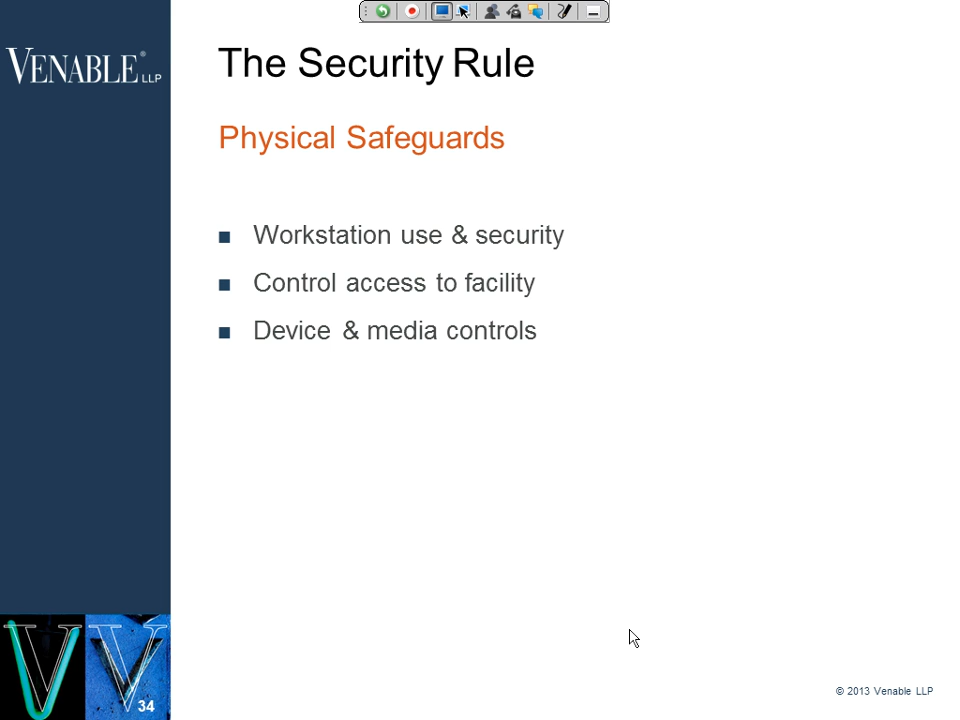 VENABLE® LLP
The Security Rule
Physical Safeguards
■ Workstation use & security
■ Control access to facility
■ Device & media controls
34
© 2013 Venable LLP